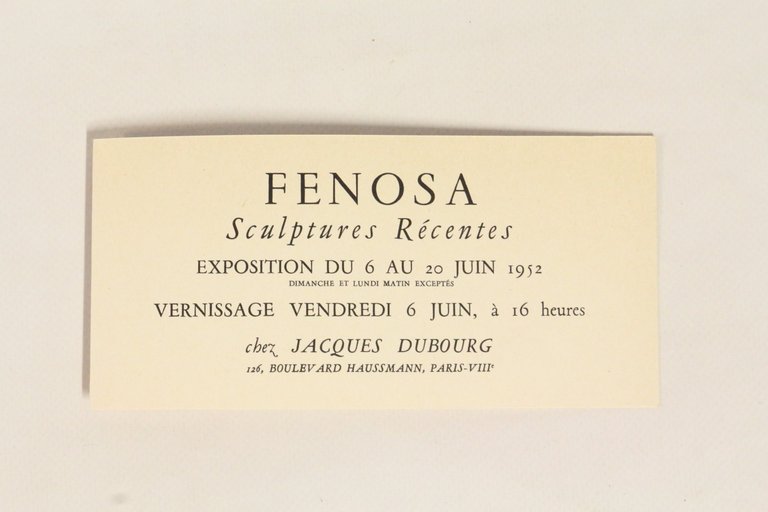 FENOSA
Sculptures Récentes
EXPOSITION DU 6 AU 20 JUIN 1952
DIMANCHE ET LUNDI MATIN EXCEPTÉS
VERNISSAGE VENDREDI 6 JUIN, à 16 heures
chez JACQUES DUBOURG
126, BOULEVARD HAUSSMANN, PARIS-VIIIe